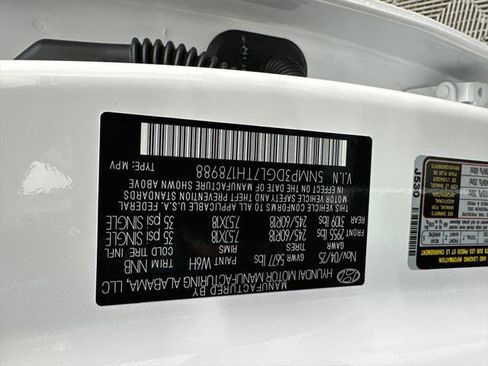 MANUFACTURED BY
HYUNDAI MOTOR MANUFACTURING ALABAMA, LLC
Nov/04/25 GVWR 5677 lbs PAINT W6H TRIM NNB
GAWR TIRES RIMS COLD TIRE INFL
FRONT 2955 lbs 245/60R18 7.5JX18 35 psi SINGLE
REAR 3109 lbs 245/60R18 7.5JX18 35 psi SINGLE
THIS VEHICLE CONFORMS TO ALL APPLICABLE U.S.A FEDERAL
MOTOR VEHICLE SAFETY AND THEFT PREVENTION STANDARDS
IN EFFECT ON THE DATE OF MANUFACTURE SHOWN ABOVE
V.I.N: 5NMP3DGL7TH178988 TYPE: MPV
J530